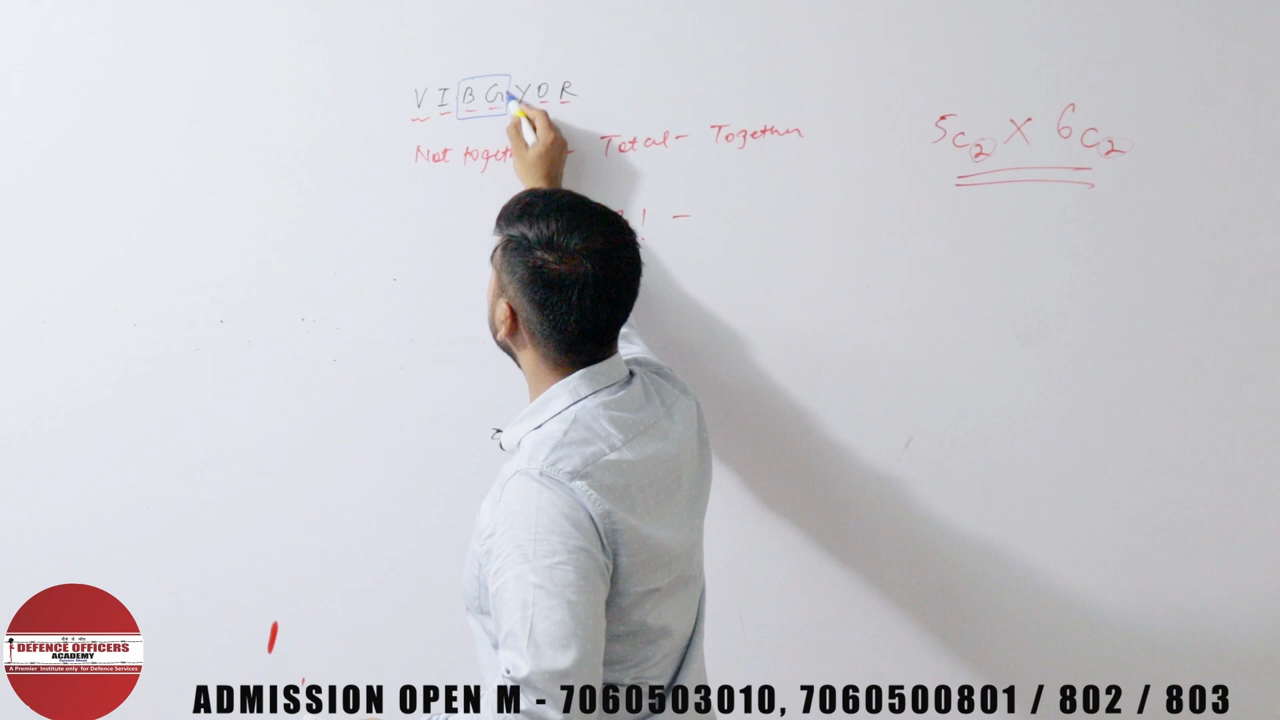 V I B G Y O R
Not together - Total - Together
! -
5C2 X 6C2
DEFENCE OFFICERS
ACADEMY
A Premier Institute only for Defence Services
ADMISSION OPEN M - 7060503010, 7060500801 / 802 / 803